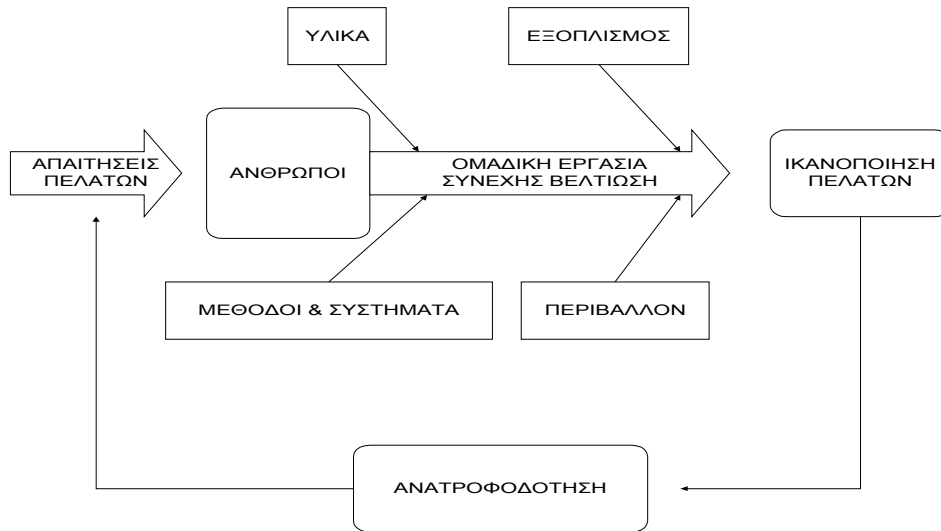 ΥΛΙΚΑ
ΕΞΟΠΛΙΣΜΟΣ
ΑΠΑΙΤΗΣΕΙΣ
ΠΕΛΑΤΩΝ
ΑΝΘΡΩΠΟΙ
ΟΜΑΔΙΚΗ ΕΡΓΑΣΙΑ
ΣΥΝΕΧΗΣ ΒΕΛΤΙΩΣΗ
ΙΚΑΝΟΠΟΙΗΣΗ
ΠΕΛΑΤΩΝ
ΜΕΘΟΔΟΙ & ΣΥΣΤΗΜΑΤΑ
ΠΕΡΙΒΑΛΛΟΝ
ΑΝΑΤΡΟΦΟΔΟΤΗΣΗ